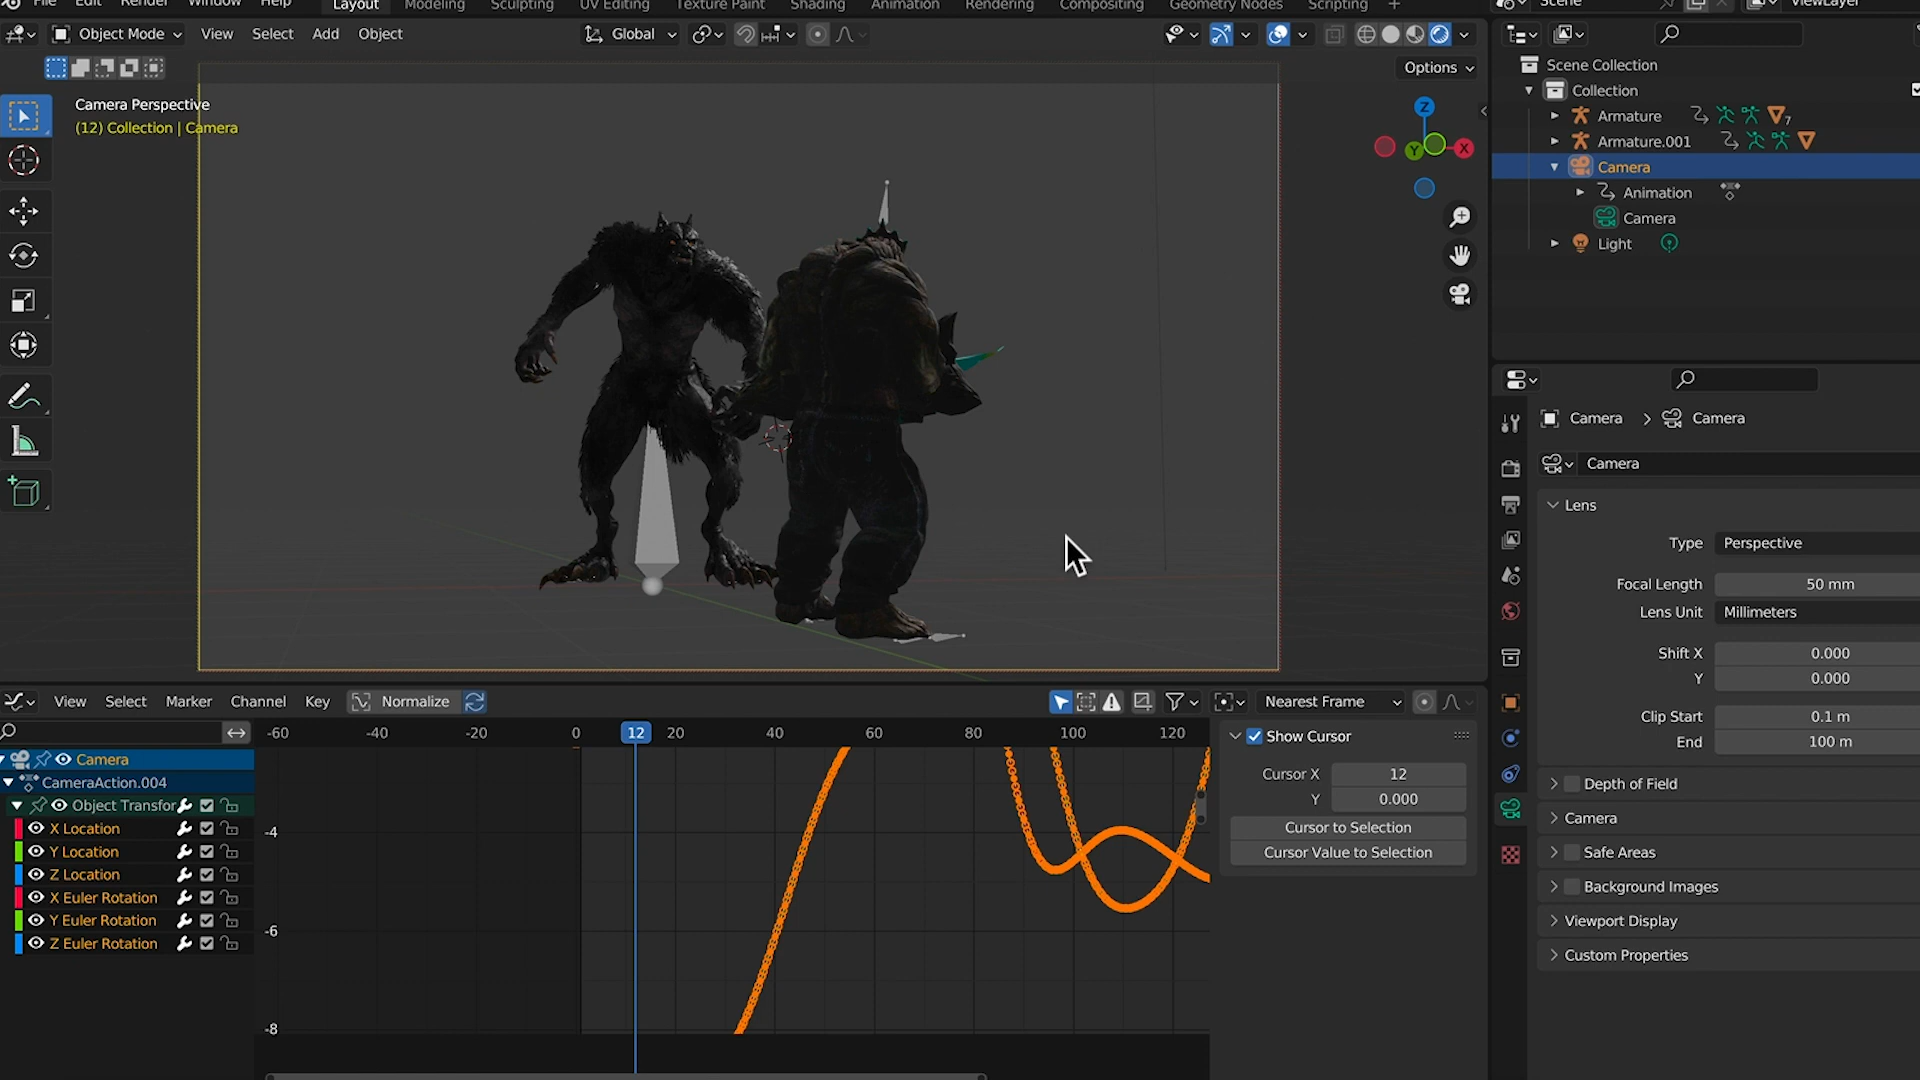 File Edit Render Window Help Layout Modeling Sculpting UV Editing Texture Paint Shading Animation Rendering Compositing Geometry Nodes Scripting + Scene ViewLayer
Object Mode View Select Add Object Global
Options
Camera Perspective
(12) Collection | Camera
Z
Y
X
Scene Collection
Collection
Armature 7
Armature.001
Camera
Animation
Camera
Light
Camera > Camera
Camera
Lens
Type Perspective
Focal Length 50 mm
Lens Unit Millimeters
Shift X 0.000
Y 0.000
Clip Start 0.1 m
End 100 m
Depth of Field
Camera
Safe Areas
Background Images
Viewport Display
Custom Properties
View Select Marker Channel Key Normalize Nearest Frame
-60 -40 -20 0 12 20 40 60 80 100 120
Camera
CameraAction.004
Object Transfor
X Location
Y Location
Z Location
X Euler Rotation
Y Euler Rotation
Z Euler Rotation
-4
-6
-8
Show Cursor
Cursor X 12
Y 0.000
Cursor to Selection
Cursor Value to Selection